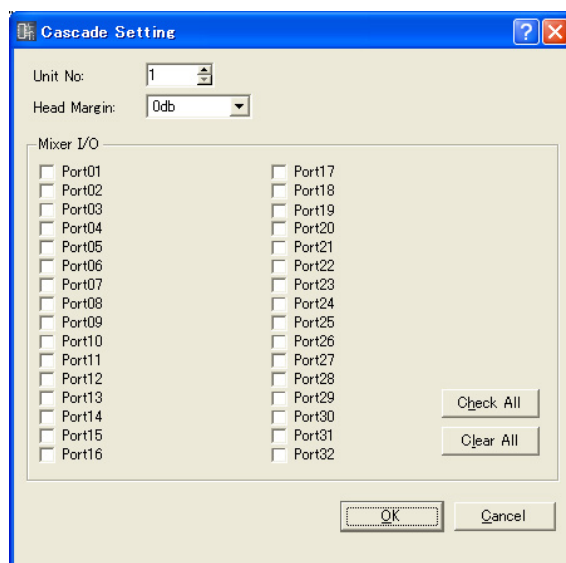 Cascade Setting
Unit No: 1
Head Margin: 0db
Mixer I/O
Port01 Port17
Port02 Port18
Port03 Port19
Port04 Port20
Port05 Port21
Port06 Port22
Port07 Port23
Port08 Port24
Port09 Port25
Port10 Port26
Port11 Port27
Port12 Port28
Port13 Port29
Port14 Port30
Port15 Port31
Port16 Port32
Check All
Clear All
OK Cancel